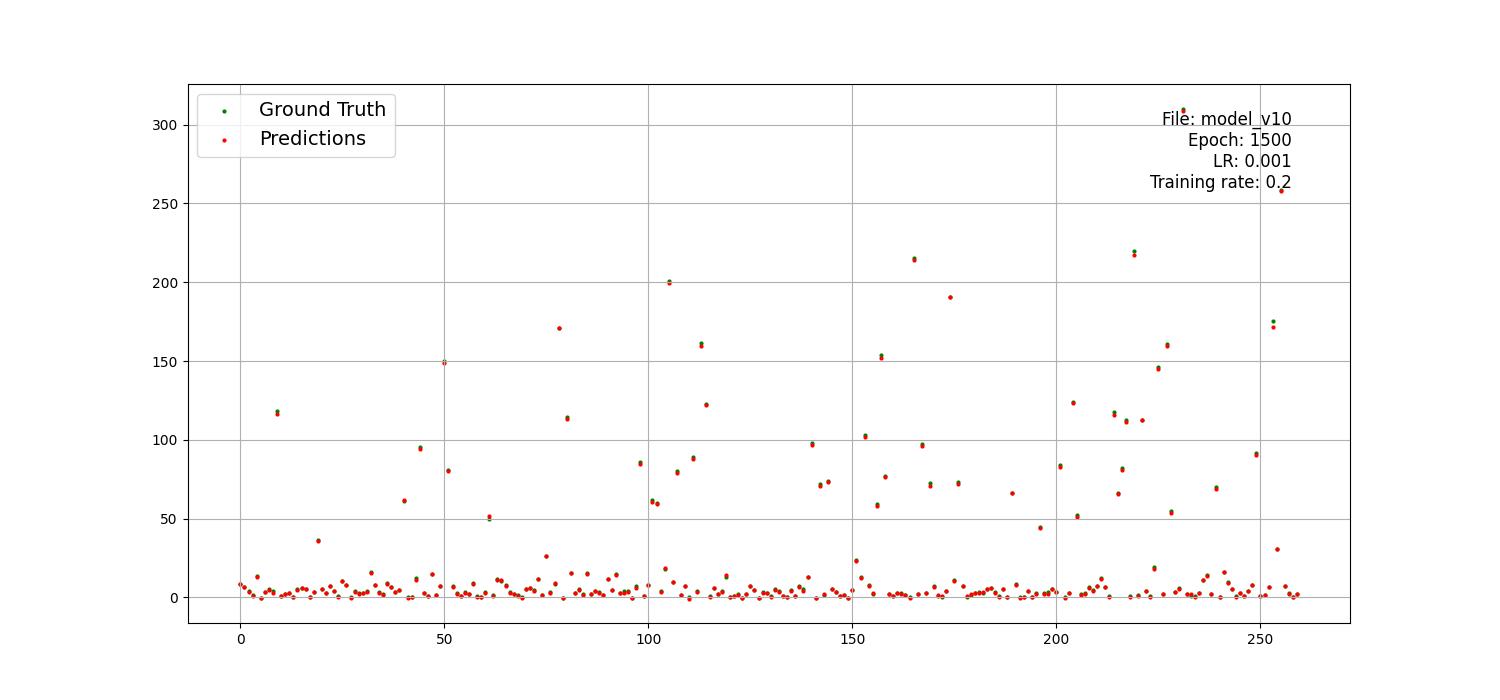 Ground Truth
Predictions
File: model_v10
Epoch: 1500
LR: 0.001
Training rate: 0.2
300
250
200
150
100
50
0
0 50 100 150 200 250